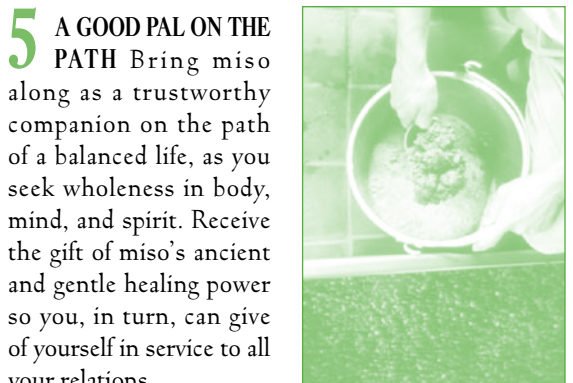 5 A GOOD PAL ON THE
PATH Bring miso
along as a trustworthy
companion on the path
of a balanced life, as you
seek wholeness in body,
mind, and spirit. Receive
the gift of miso's ancient
and gentle healing power
so you, in turn, can give
of yourself in service to all
your relations.